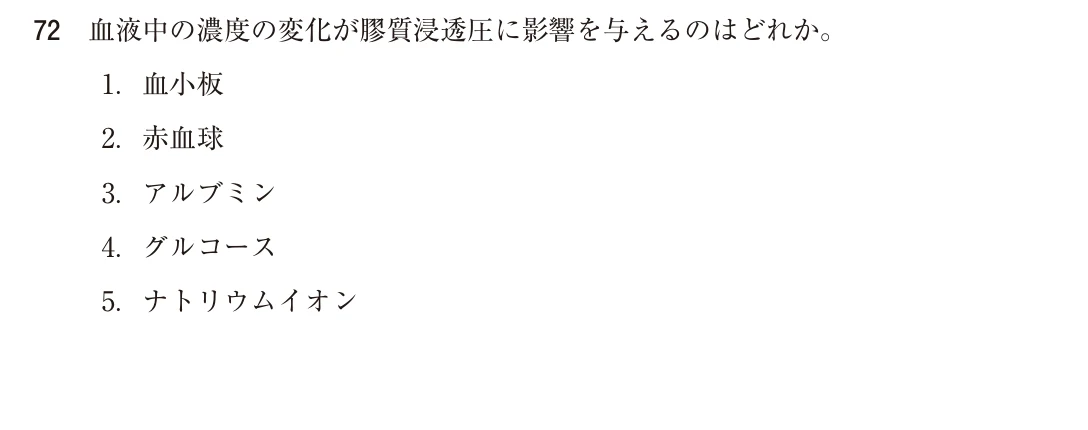 72 血液中の濃度の変化が膠質浸透圧に影響を与えるのはどれか。
1. 血小板
2. 赤血球
3. アルブミン
4. グルコース
5. ナトリウムイオン